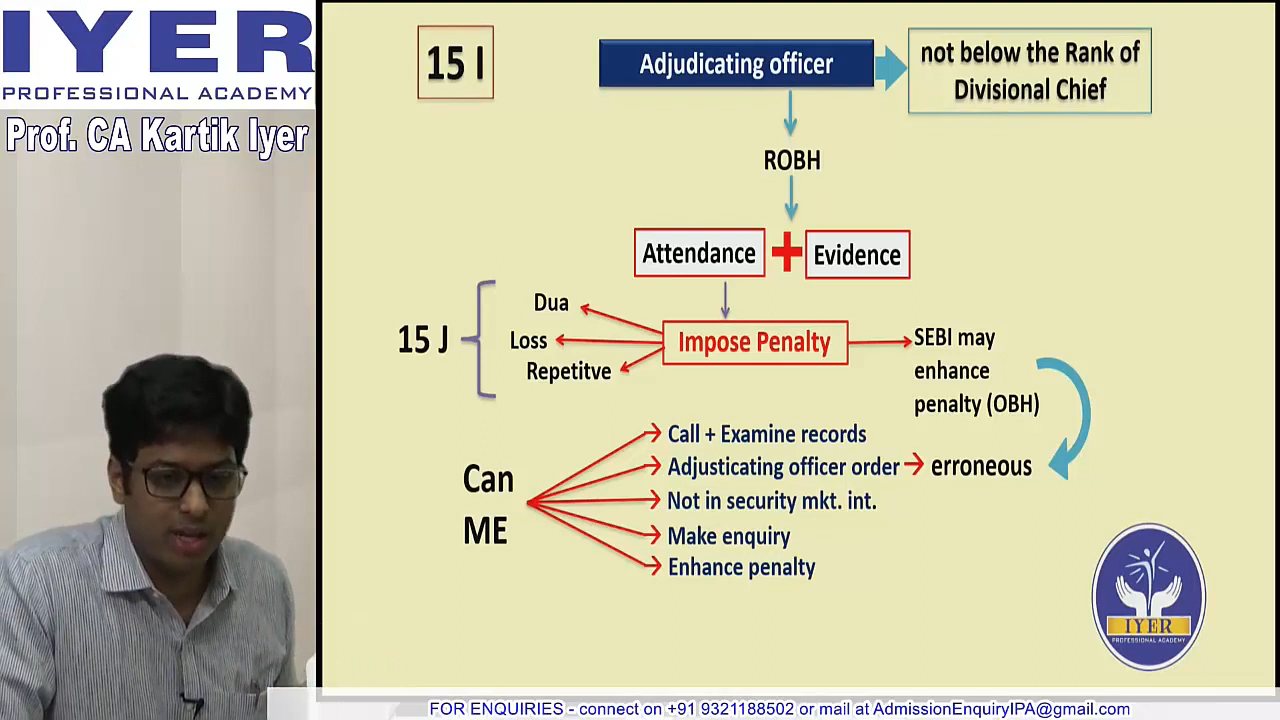 IYER
PROFESSIONAL ACADEMY
Prof. CA Kartik Iyer
15 I
Adjudicating officer
not below the Rank of
Divisional Chief
ROBH
Attendance
Evidence
15 J
Dua
Loss
Repetitve
Impose Penalty
SEBI may
enhance
penalty (OBH)
Can
ME
Call + Examine records
Adjusticating officer order
erroneous
Not in security mkt. int.
Make enquiry
Enhance penalty
IYER
PROFESSIONAL ACADEMY
FOR ENQUIRIES - connect on +91 9321188502 or mail at AdmissionEnquiryIPA@gmail.com